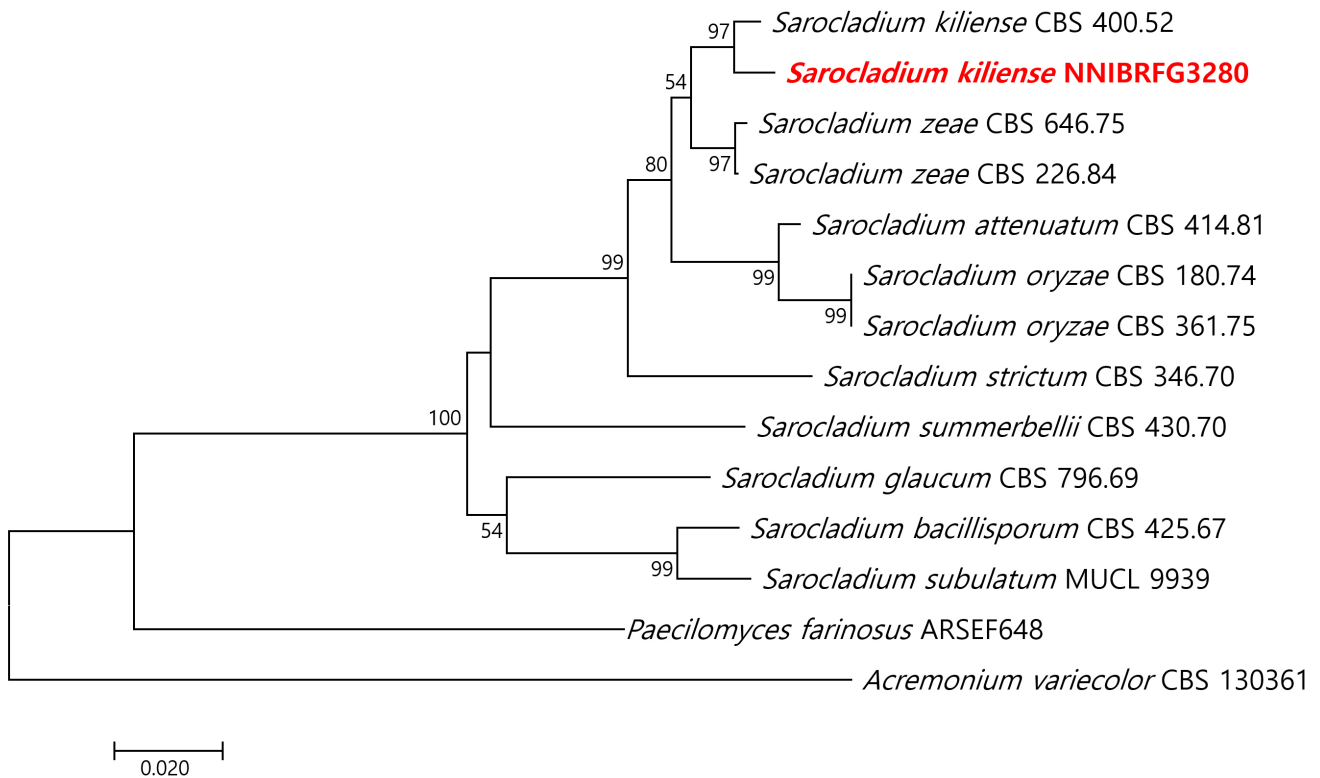 97
Sarocladium kiliense CBS 400.52
Sarocladium kiliense NNIBRFG3280
54
Sarocladium zeae CBS 646.75
97
Sarocladium zeae CBS 226.84
80
Sarocladium attenuatum CBS 414.81
99
99
Sarocladium oryzae CBS 180.74
99
Sarocladium oryzae CBS 361.75
Sarocladium strictum CBS 346.70
100
Sarocladium summerbellii CBS 430.70
Sarocladium glaucum CBS 796.69
54
Sarocladium bacillisporum CBS 425.67
99
Sarocladium subulatum MUCL 9939
Paecilomyces farinosus ARSEF648
Acremonium variecolor CBS 130361
0.020